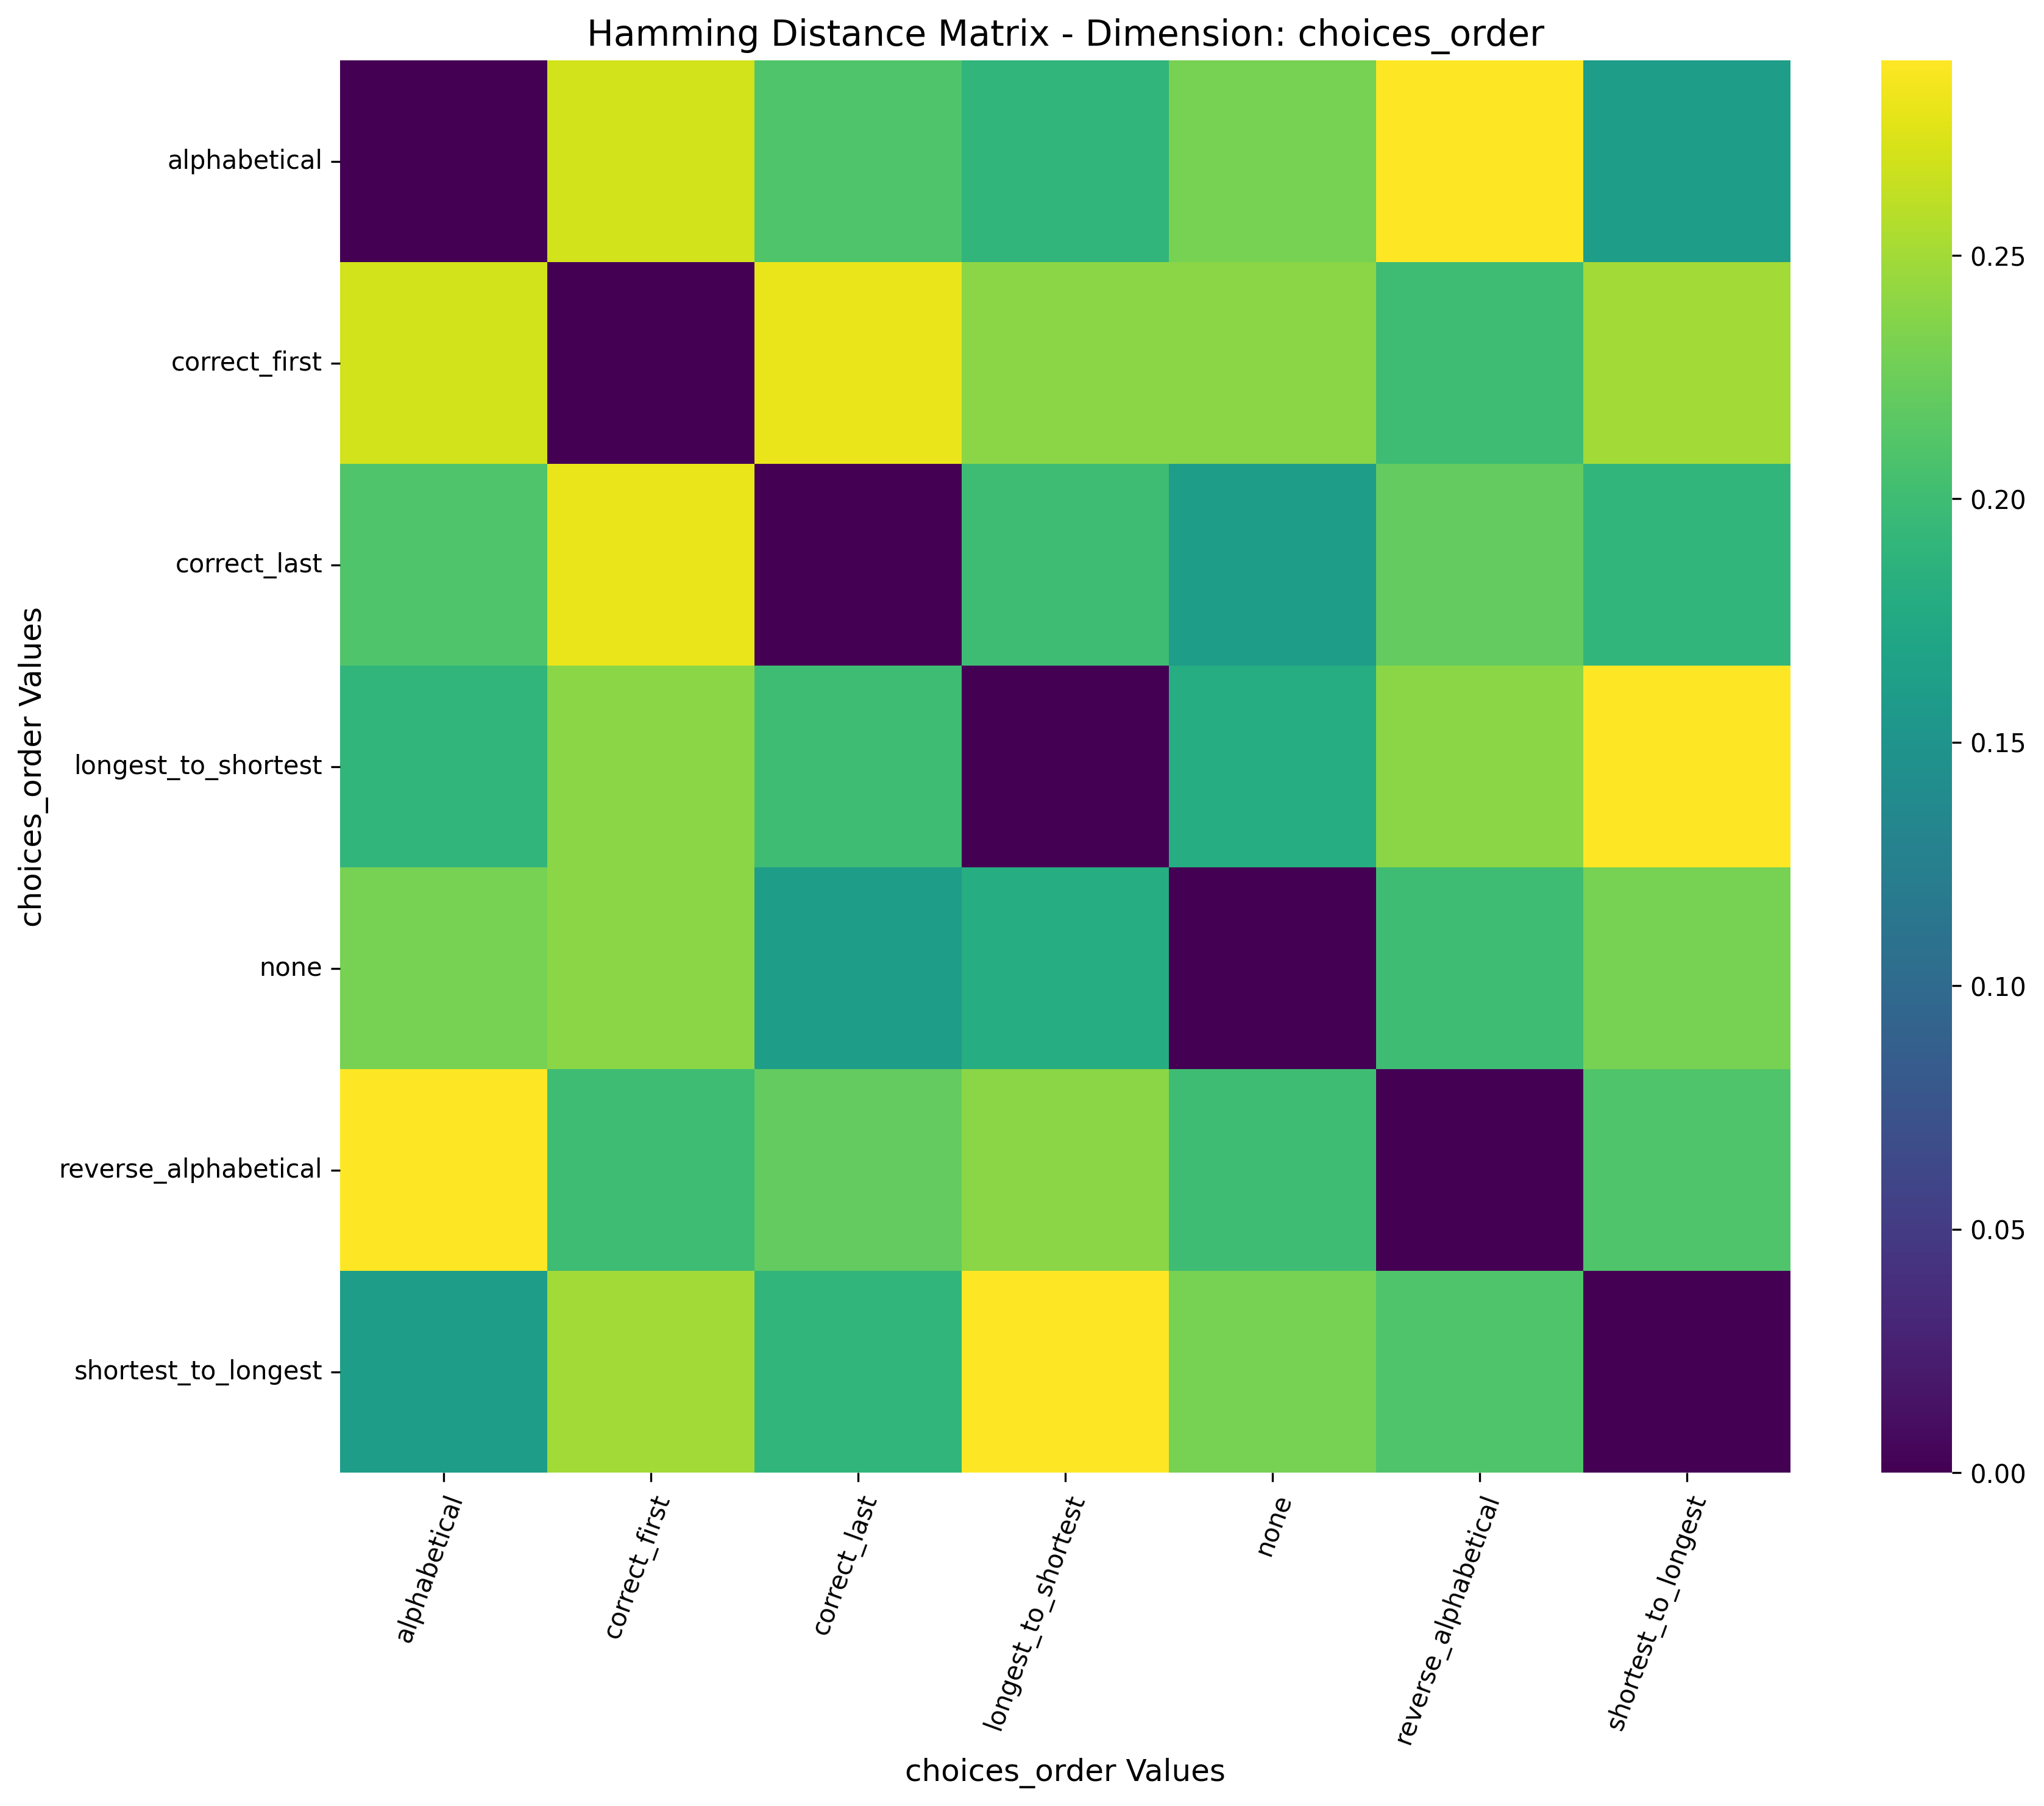 Hamming Distance Matrix - Dimension: choices_order
choices_order Values
alphabetical
correct_first
correct_last
longest_to_shortest
none
reverse_alphabetical
shortest_to_longest
alphabetical
correct_first
correct_last
longest_to_shortest
none
reverse_alphabetical
shortest_to_longest
choices_order Values
0.25
0.20
0.15
0.10
0.05
0.00